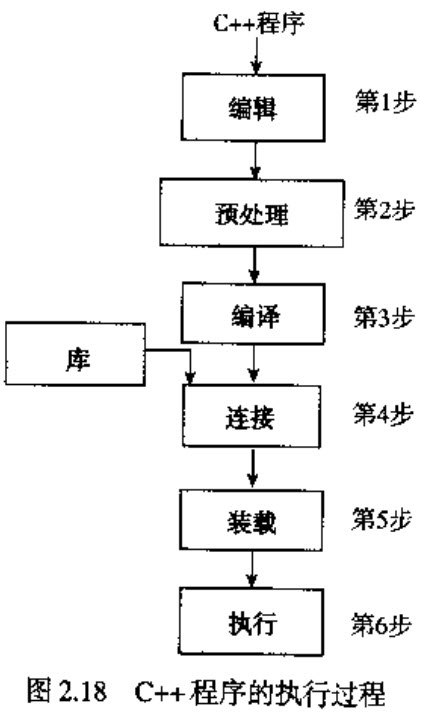 C++程序
编辑 第1步
预处理 第2步
编译 第3步
库
连接 第4步
装载 第5步
执行 第6步
图 2.18 C++ 程序的执行过程